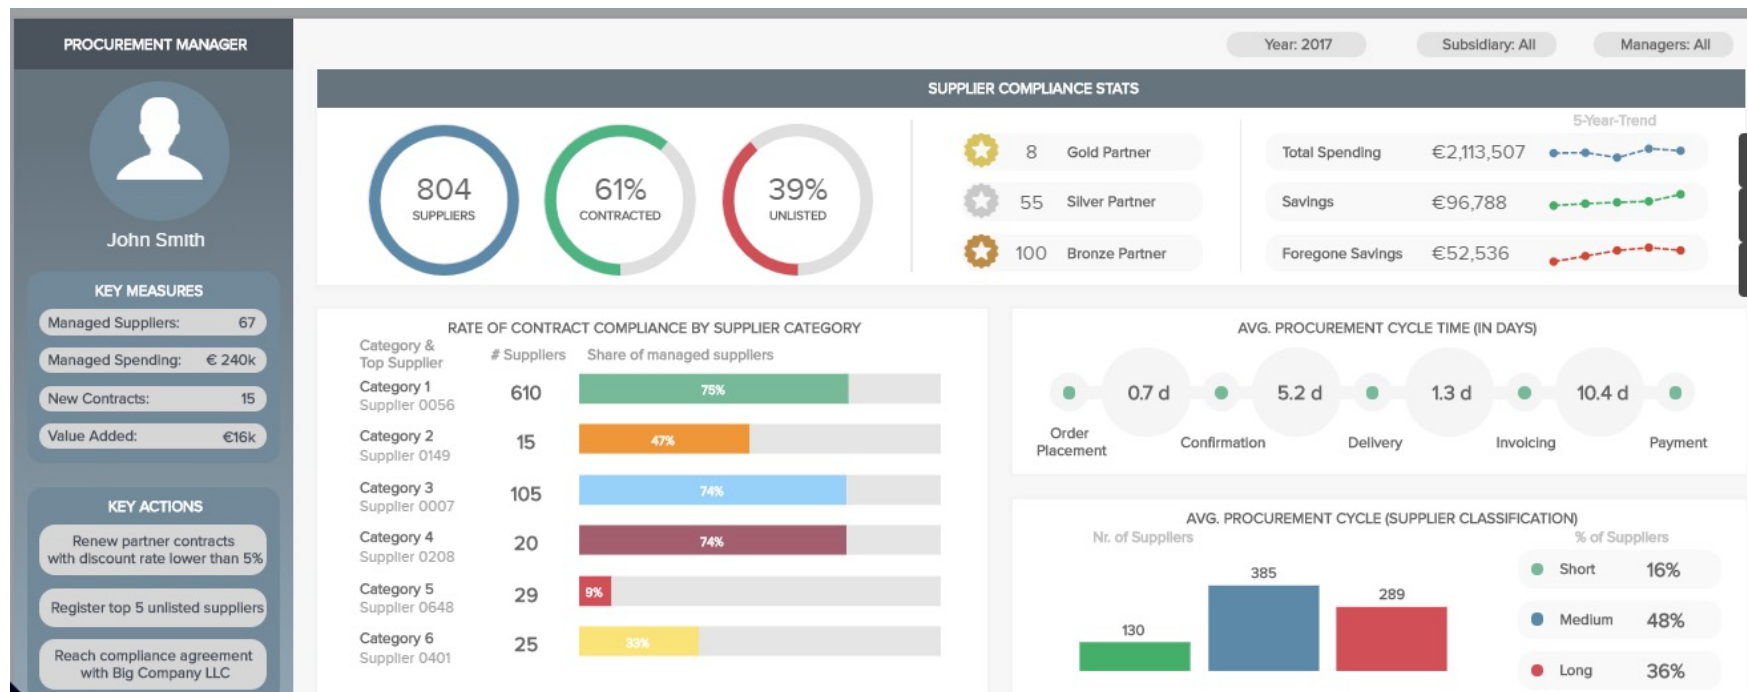 PROCUREMENT MANAGER
John Smith
KEY MEASURES
Managed Suppliers: 67
Managed Spending: € 240k
New Contracts: 15
Value Added: €16k
KEY ACTIONS
Renew partner contracts
with discount rate lower than 5%
Register top 5 unlisted suppliers
Reach compliance agreement
with Big Company LLC
Year: 2017 Subsidiary: All Managers: All
SUPPLIER COMPLIANCE STATS
804
SUPPLIERS
61%
CONTRACTED
39%
UNLISTED
8 Gold Partner
55 Silver Partner
100 Bronze Partner
5-Year-Trend
Total Spending €2,113,507
Savings €96,788
Foregone Savings €52,536
RATE OF CONTRACT COMPLIANCE BY SUPPLIER CATEGORY
Category &
Top Supplier
# Suppliers Share of managed suppliers
Category 1
Supplier 0056
610 75%
Category 2
Supplier 0149
15 47%
Category 3
Supplier 0007
105 74%
Category 4
Supplier 0208
20 74%
Category 5
Supplier 0648
29 9%
Category 6
Supplier 0401
25 33%
AVG. PROCUREMENT CYCLE TIME (IN DAYS)
0.7 d 5.2 d 1.3 d 10.4 d
Order
Placement
Confirmation Delivery Invoicing Payment
AVG. PROCUREMENT CYCLE (SUPPLIER CLASSIFICATION)
Nr. of Suppliers % of Suppliers
130 385 289
Short 16%
Medium 48%
Long 36%